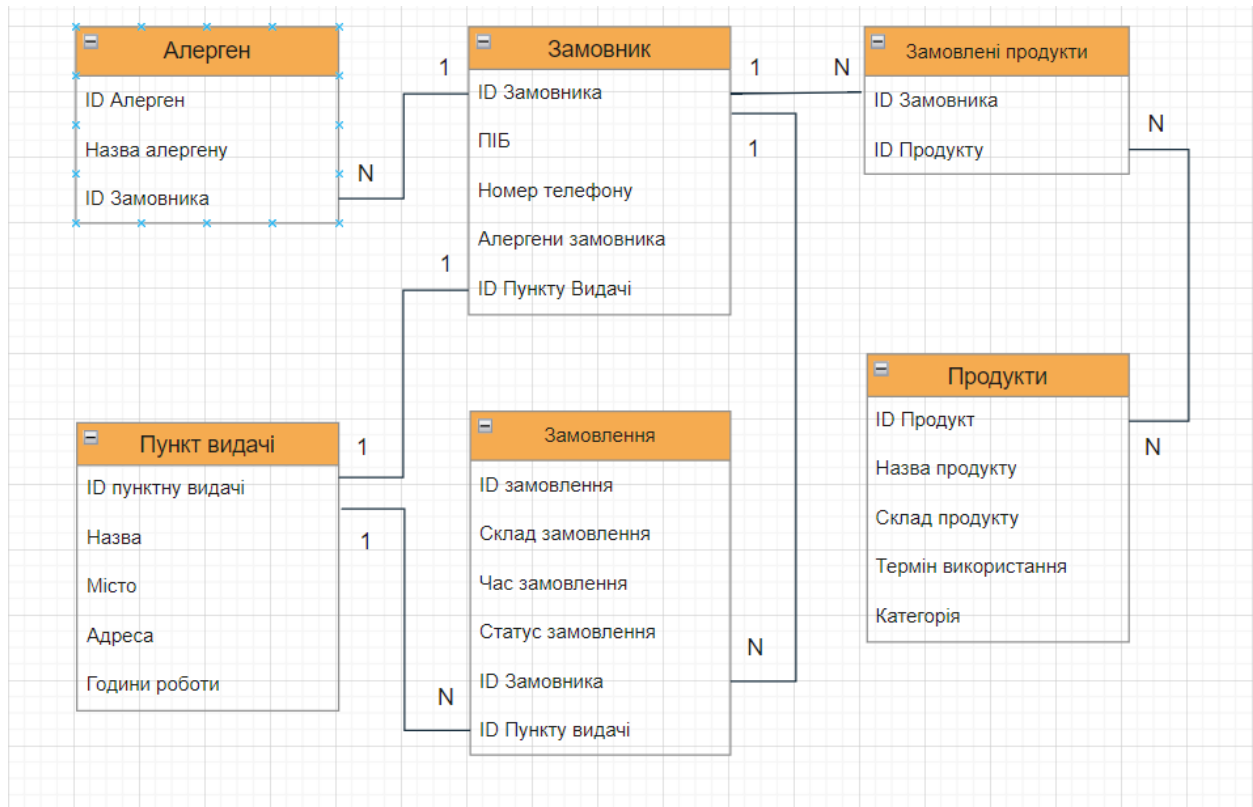 Алерген
ID Алерген
Назва алергену
ID Замовника
N
1
Замовник
ID Замовника
ПІБ
Номер телефону
Алергени замовника
ID Пункту Видачі
1
1
1
N
Замовлені продукти
ID Замовника
ID Продукту
N
Пункт видачі
ID пунктну видачі
Назва
Місто
Адреса
Години роботи
1
1
N
Замовлення
ID замовлення
Склад замовлення
Час замовлення
Статус замовлення
ID Замовника
ID Пункту видачі
N
Продукти
ID Продукт
Назва продукту
Склад продукту
Термін використання
Категорія
N